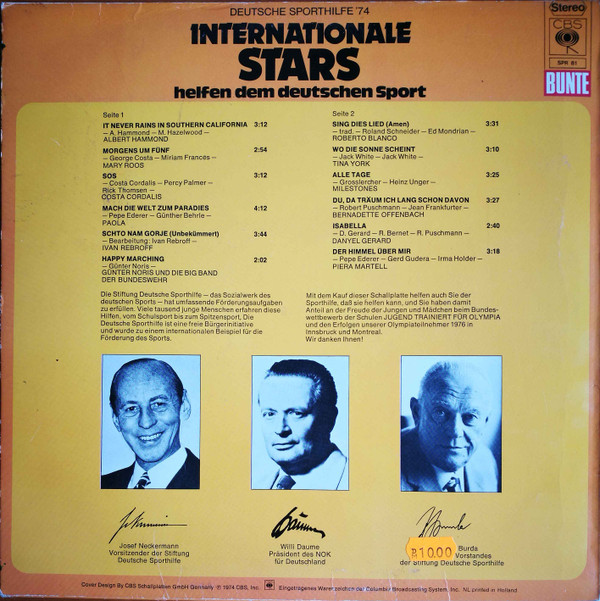 DEUTSCHE SPORTHILFE '74
INTERNATIONALE
STARS
helfen dem deutschen Sport
Stereo
CBS
SPR 81
BUNTE
Seite 1
IT NEVER RAINS IN SOUTHERN CALIFORNIA 3:12
– A. Hammond – M. Hazelwood –
ALBERT HAMMOND
MORGENS UM FÜNF 2:54
– George Costa – Miriam Francés –
MARY ROOS
SOS 3:12
– Costa Cordalis – Percy Palmer –
Rick Thomsen –
COSTA CORDALIS
MACH DIE WELT ZUM PARADIES 4:12
– Pepe Ederer – Günther Behrle –
PAOLA
SCHTO NAM GORJE (Unbekümmert) 3:44
– Bearbeitung: Ivan Rebroff –
IVAN REBROFF
HAPPY MARCHING 2:02
– Günter Noris –
GÜNTER NORIS UND DIE BIG BAND
DER BUNDESWEHR
Seite 2
SING DIES LIED (Amen) 3:31
– trad. – Roland Schneider – Ed Mondrian –
ROBERTO BLANCO
WO DIE SONNE SCHEINT 3:10
– Jack White – Jack White –
TINA YORK
ALLE TAGE 3:25
– Grosslercher – Heinz Unger –
MILESTONES
DU, DA TRÄUM ICH LANG SCHON DAVON 3:27
– Robert Puschmann – Jean Frankfurter –
BERNADETTE OFFENBACH
ISABELLA 2:40
– D. Gerard – R. Bernet – R. Puschmann –
DANYEL GERARD
DER HIMMEL ÜBER MIR 3:18
– Pepe Ederer – Gerd Gudera – Irma Holder –
PIERA MARTELL
Die Stiftung Deutsche Sporthilfe – das Sozialwerk des
deutschen Sports – hat umfassende Förderungsaufgaben
zu erfüllen. Viele tausend junge Menschen erfahren diese
Hilfen, vom Schulsport bis zum Spitzensport. Die
Deutsche Sporthilfe ist eine freie Bürgerinitiative
und wurde zu einem internationalen Beispiel für die
Förderung des Sports.
Mit dem Kauf dieser Schallplatte helfen auch Sie der
Sporthilfe, daß sie helfen kann, und Sie haben damit
Anteil an der Freude der Jungen und Mädchen beim Bundes-
wettbewerb der Schulen JUGEND TRAINIERT FÜR OLYMPIA
und den Erfolgen unserer Olympiateilnehmer 1976 in
Innsbruck und Montreal.
Wir danken Ihnen!
Josef Neckermann
Vorsitzender der Stiftung
Deutsche Sporthilfe
Willi Daume
Präsident des NOK
für Deutschland
1000
Burda
Vorstandes
der Stiftung Deutsche Sporthilfe
Cover Design By CBS Schallplatten GmbH Germany Ⓟ 1974 CBS, Inc. Eingetragenes Warenzeichen der Columbia Broadcasting System, Inc. NL printed in Holland